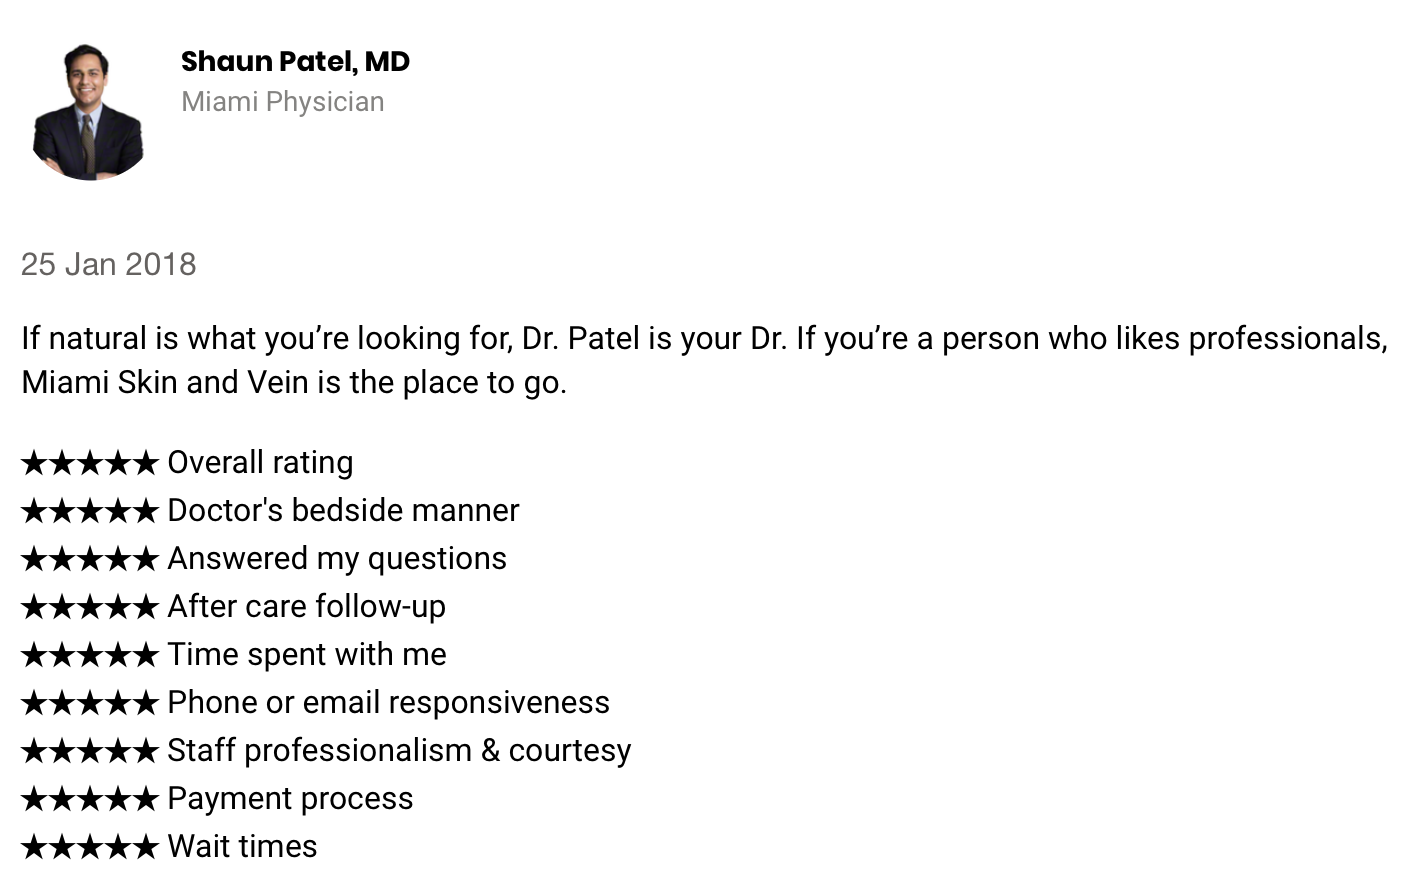 Shaun Patel, MD
Miami Physician
25 Jan 2018
If natural is what you’re looking for, Dr. Patel is your Dr. If you’re a person who likes professionals,
Miami Skin and Vein is the place to go.
★★★★★ Overall rating
★★★★★ Doctor's bedside manner
★★★★★ Answered my questions
★★★★★ After care follow-up
★★★★★ Time spent with me
★★★★★ Phone or email responsiveness
★★★★★ Staff professionalism & courtesy
★★★★★ Payment process
★★★★★ Wait times